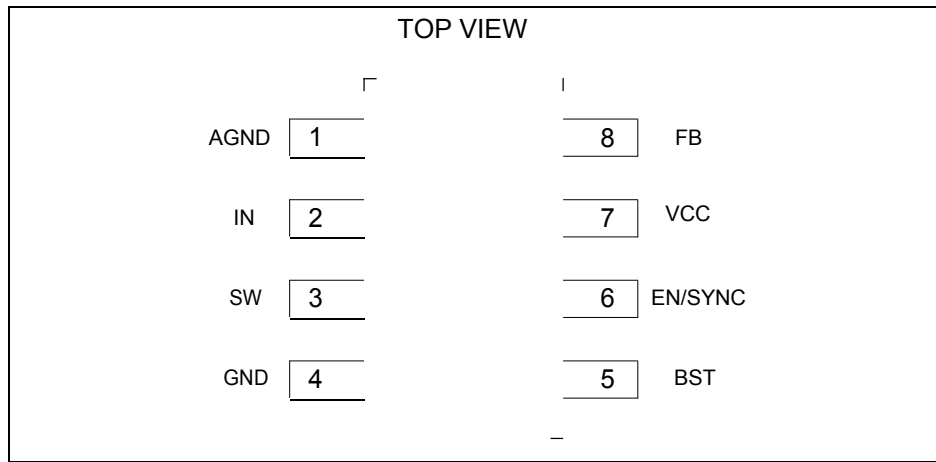 TOP VIEW
AGND 1 8 FB
IN 2 7 VCC
SW 3 6 EN/SYNC
GND 4 5 BST